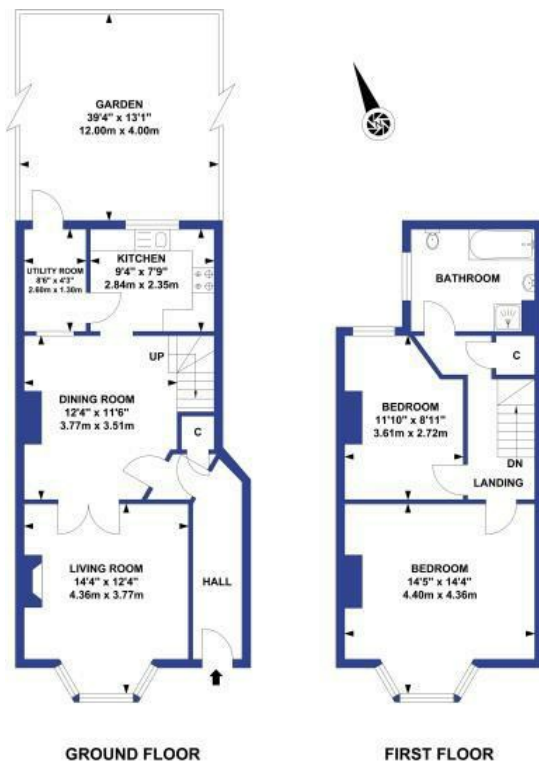 GARDEN
39'4" x 13'1"
12.00m x 4.00m
UTILITY ROOM
8'6" x 4'3"
2.60m x 1.30m
KITCHEN
9'4" x 7'9"
2.84m x 2.35m
UP
DINING ROOM
12'4" x 11'6"
3.77m x 3.51m
C
LIVING ROOM
14'4" x 12'4"
4.36m x 3.77m
HALL
GROUND FLOOR
BATHROOM
C
BEDROOM
11'10" x 8'11"
3.61m x 2.72m
DN
LANDING
BEDROOM
14'5" x 14'4"
4.40m x 4.36m
FIRST FLOOR